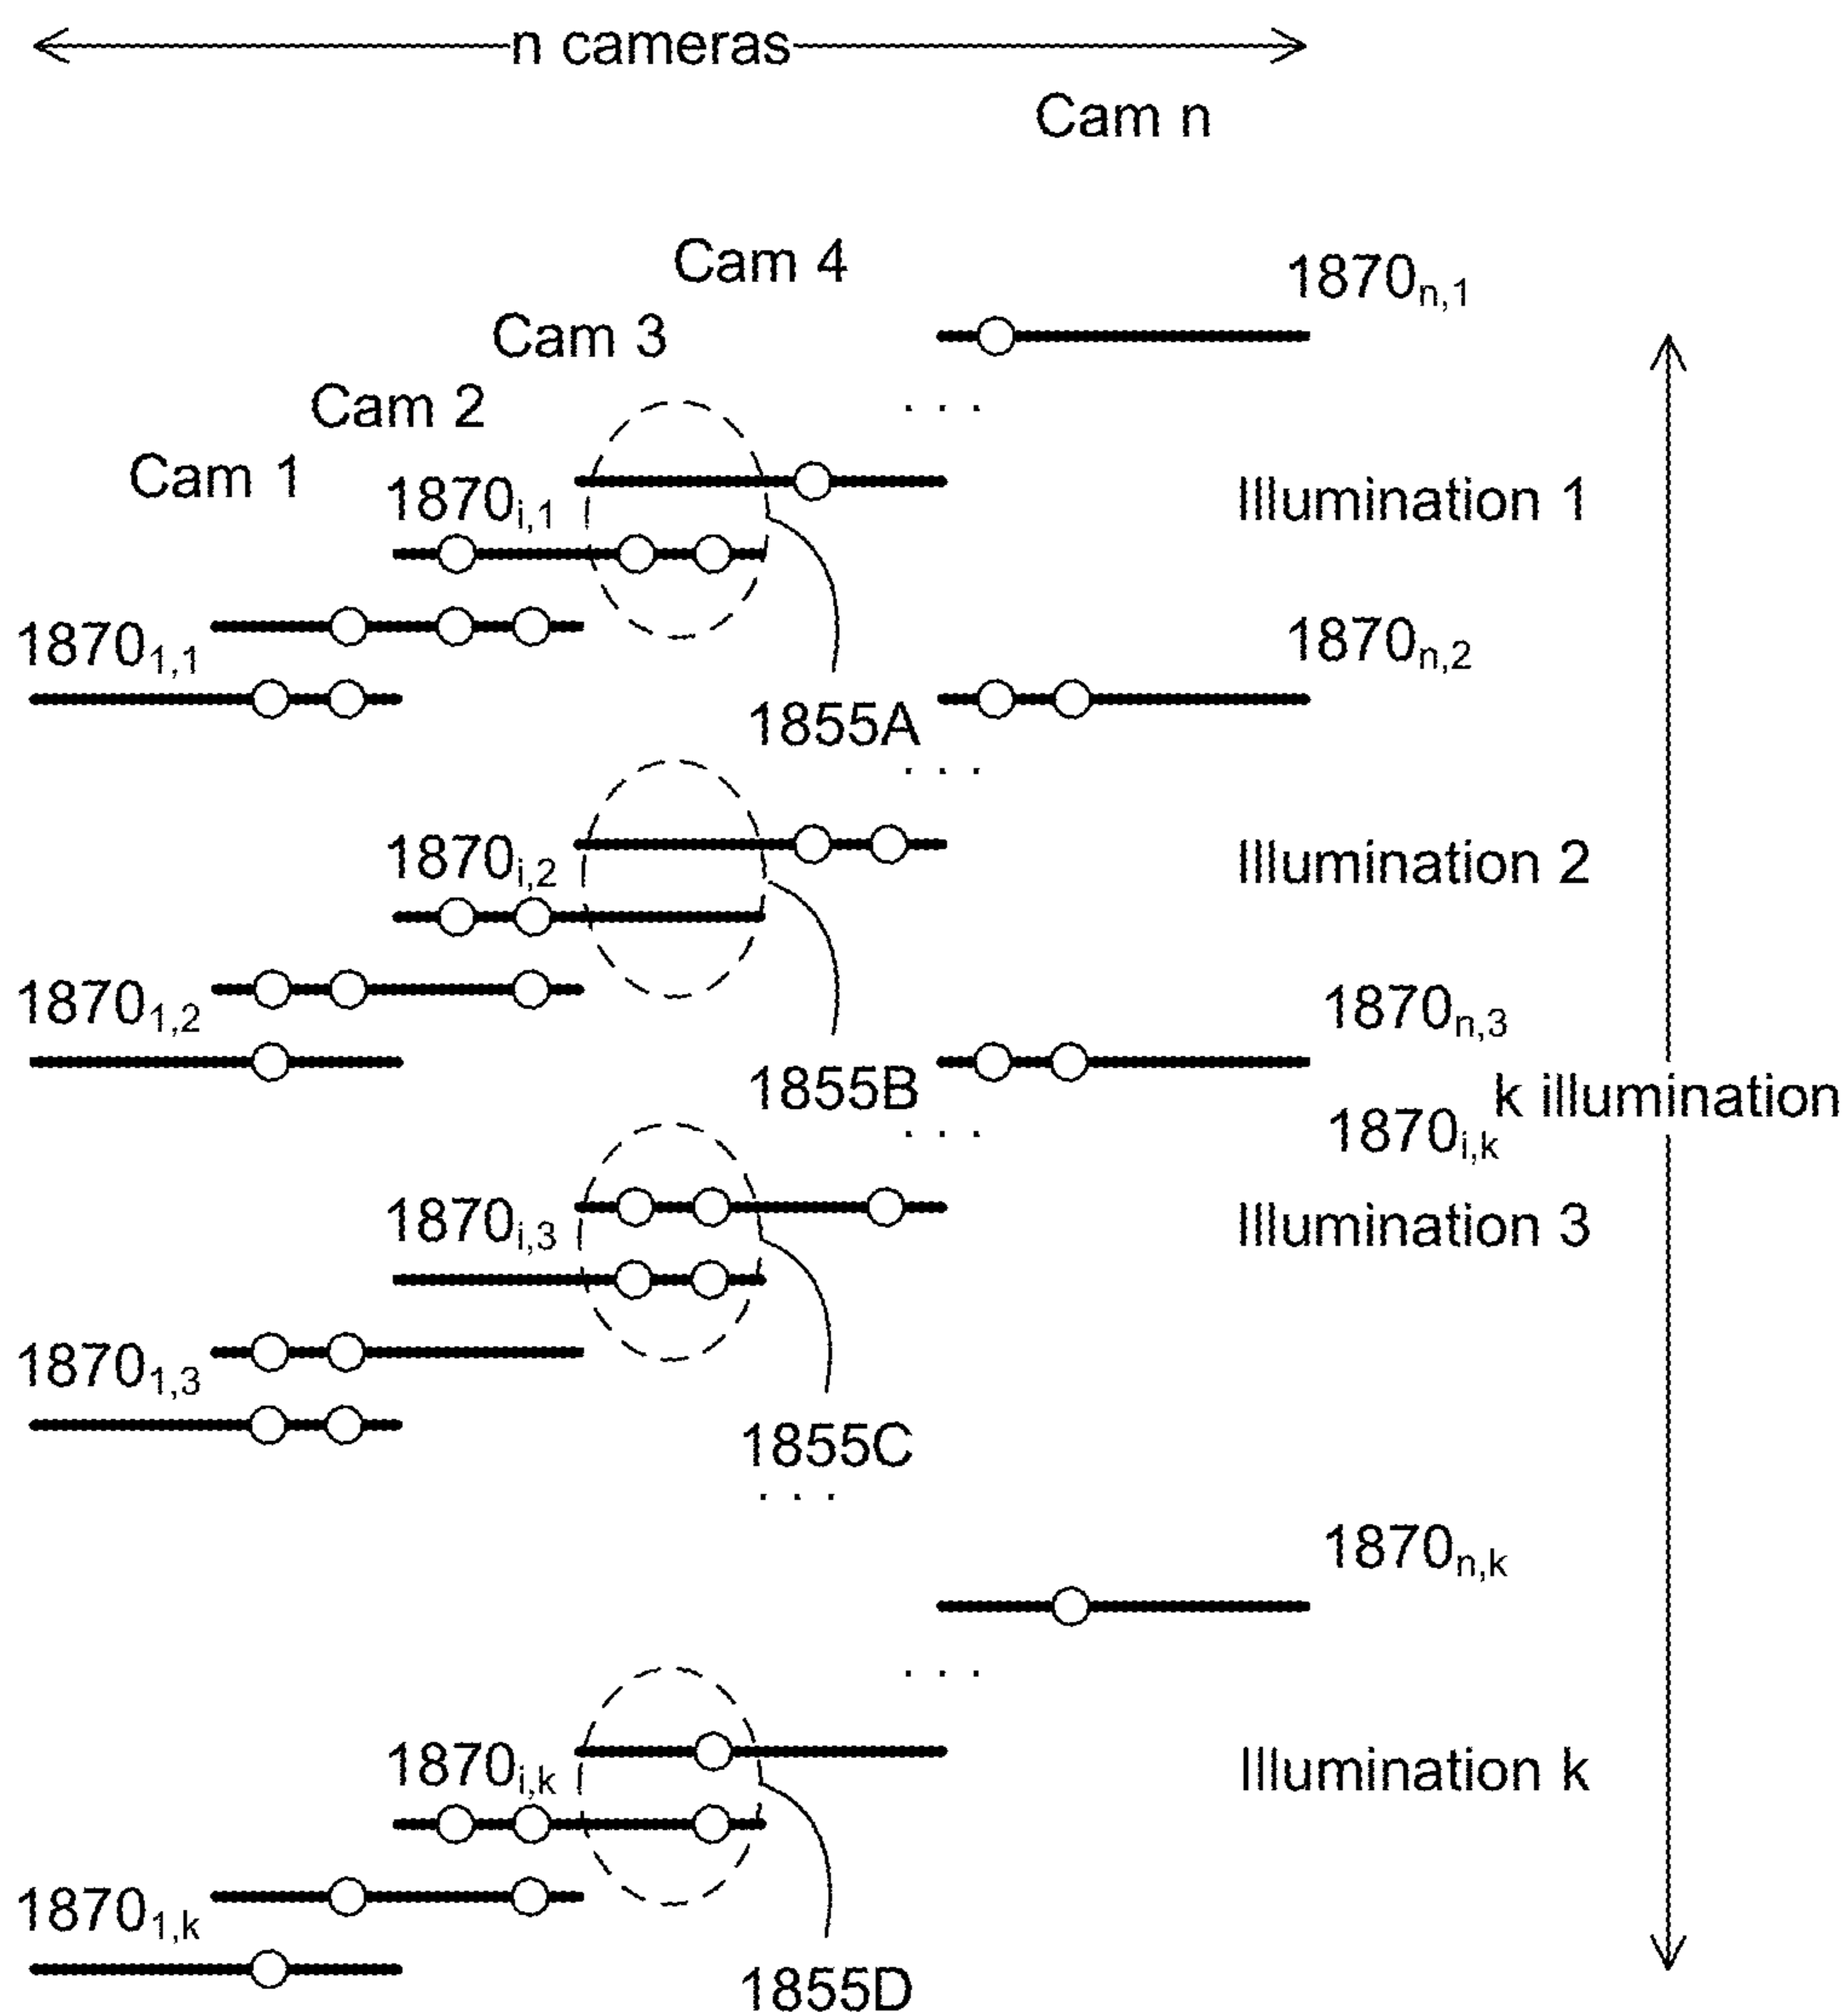 n cameras
Cam n
Cam 4
1870n,1
Cam 3
Cam 2
. . .
Cam 1
1870i,1
Illumination 1
18701,1
1870n,2
1855A
. . .
1870i,2
Illumination 2
18701,2
1870n,3
1855B
k illumination
. . .
1870i,k
1870i,3
Illumination 3
18701,3
1855C
. . .
1870n,k
. . .
1870i,k
Illumination k
18701,k
1855D